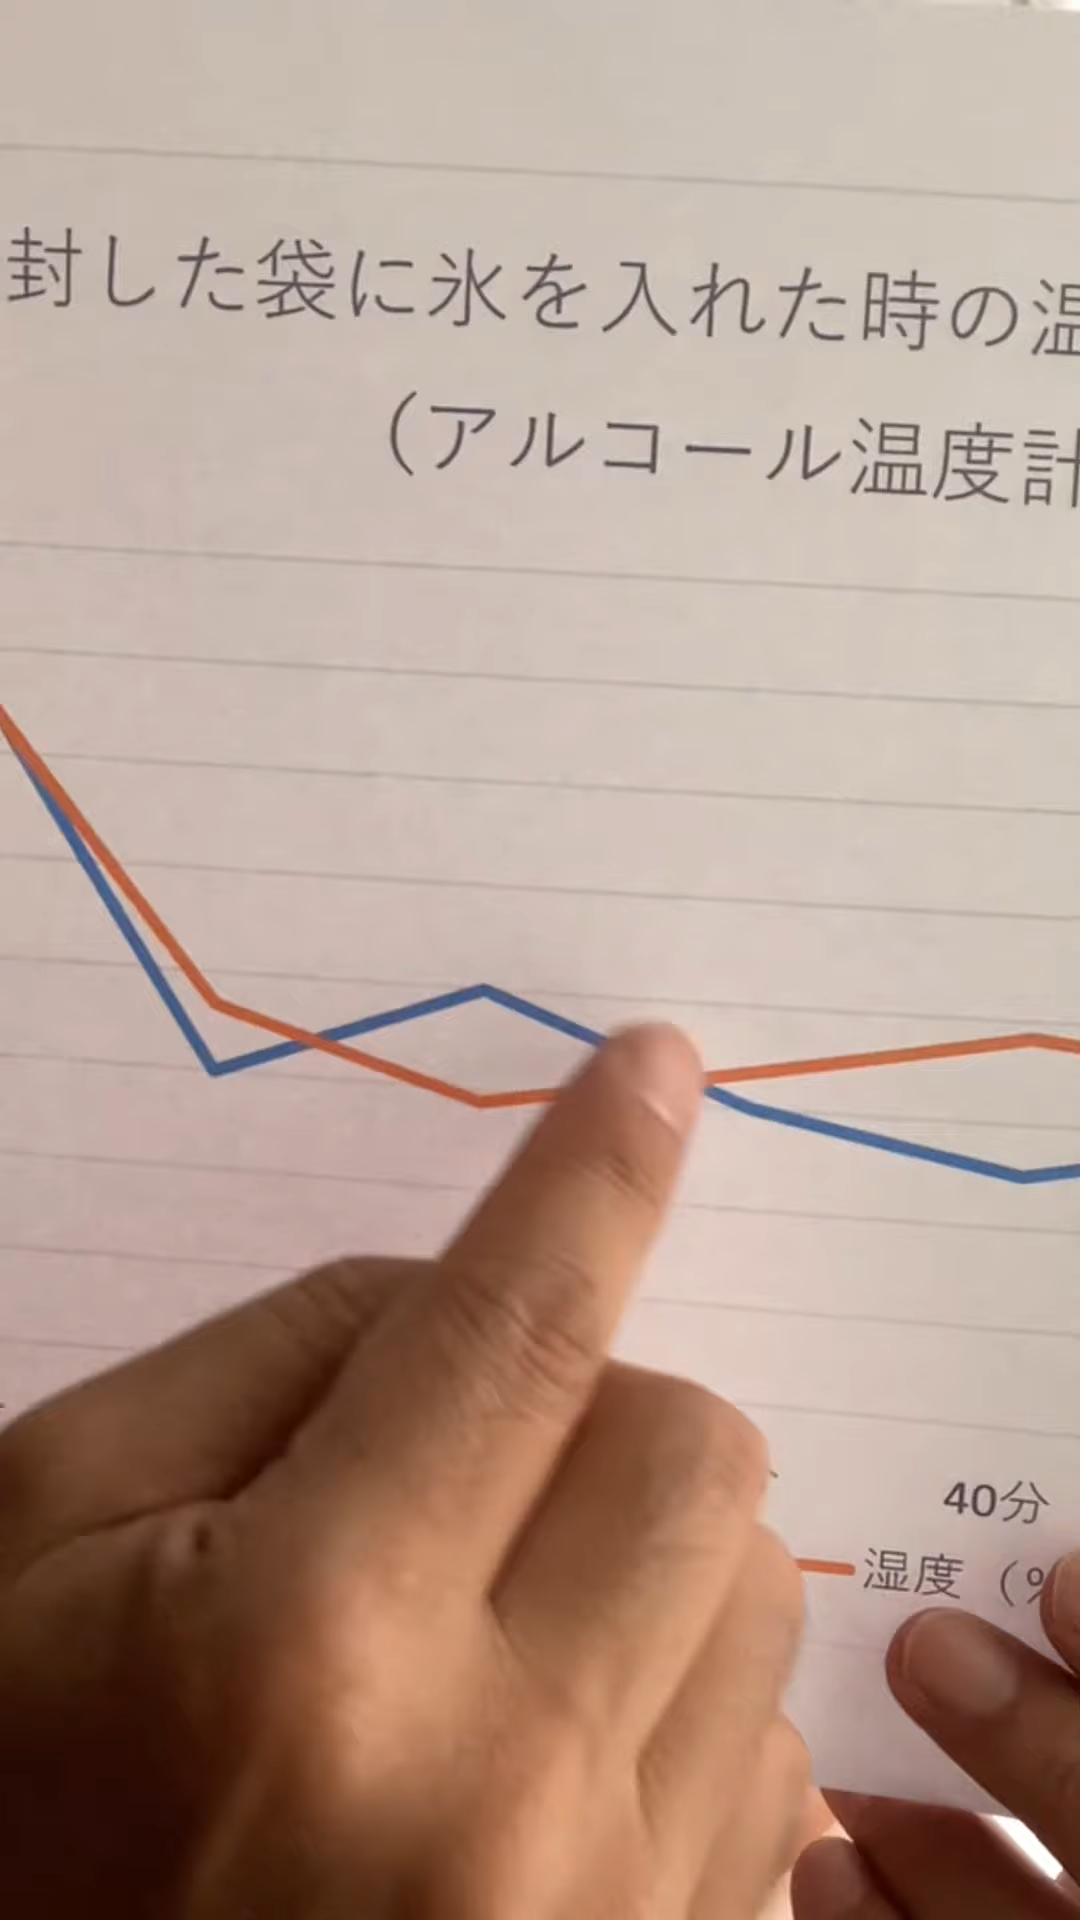 封した袋に氷を入れた時の温
（アルコール温度計
40分
湿度（%